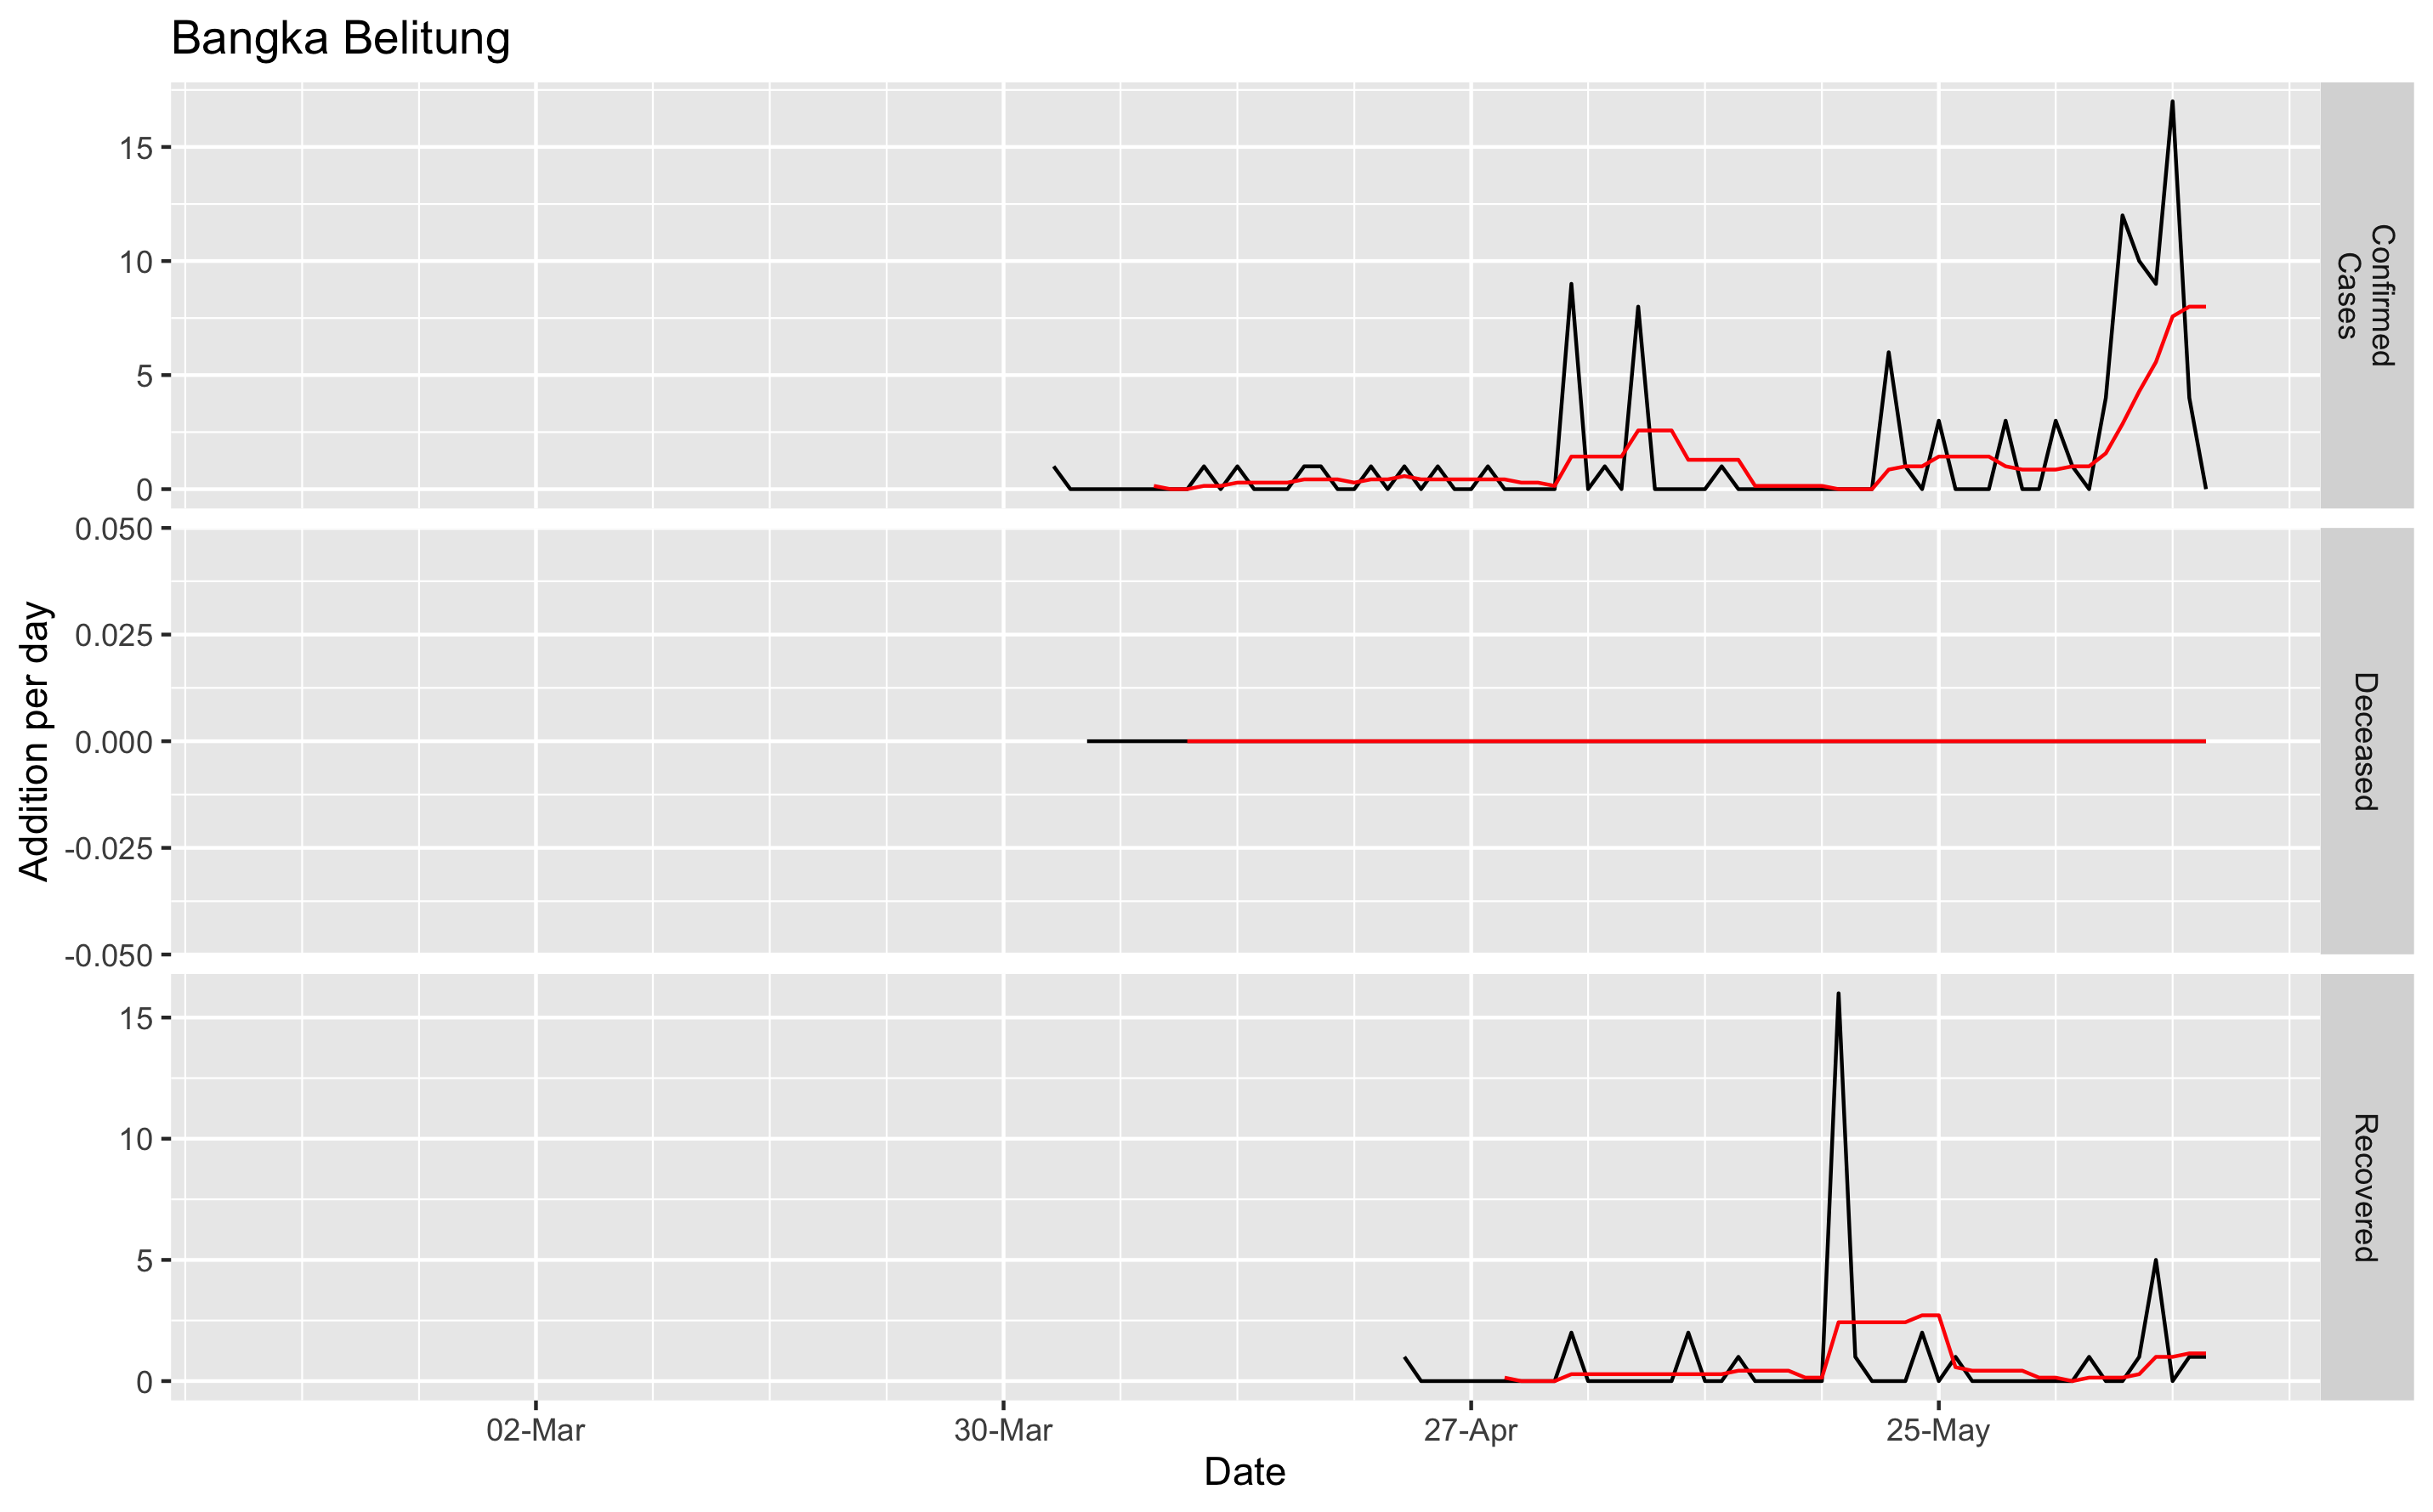 Bangka Belitung
Addition per day
15
10
5
0
Confirmed
Cases
0.050
0.025
0.000
-0.025
-0.050
Deceased
15
10
5
0
Recovered
02-Mar
30-Mar
27-Apr
25-May
Date